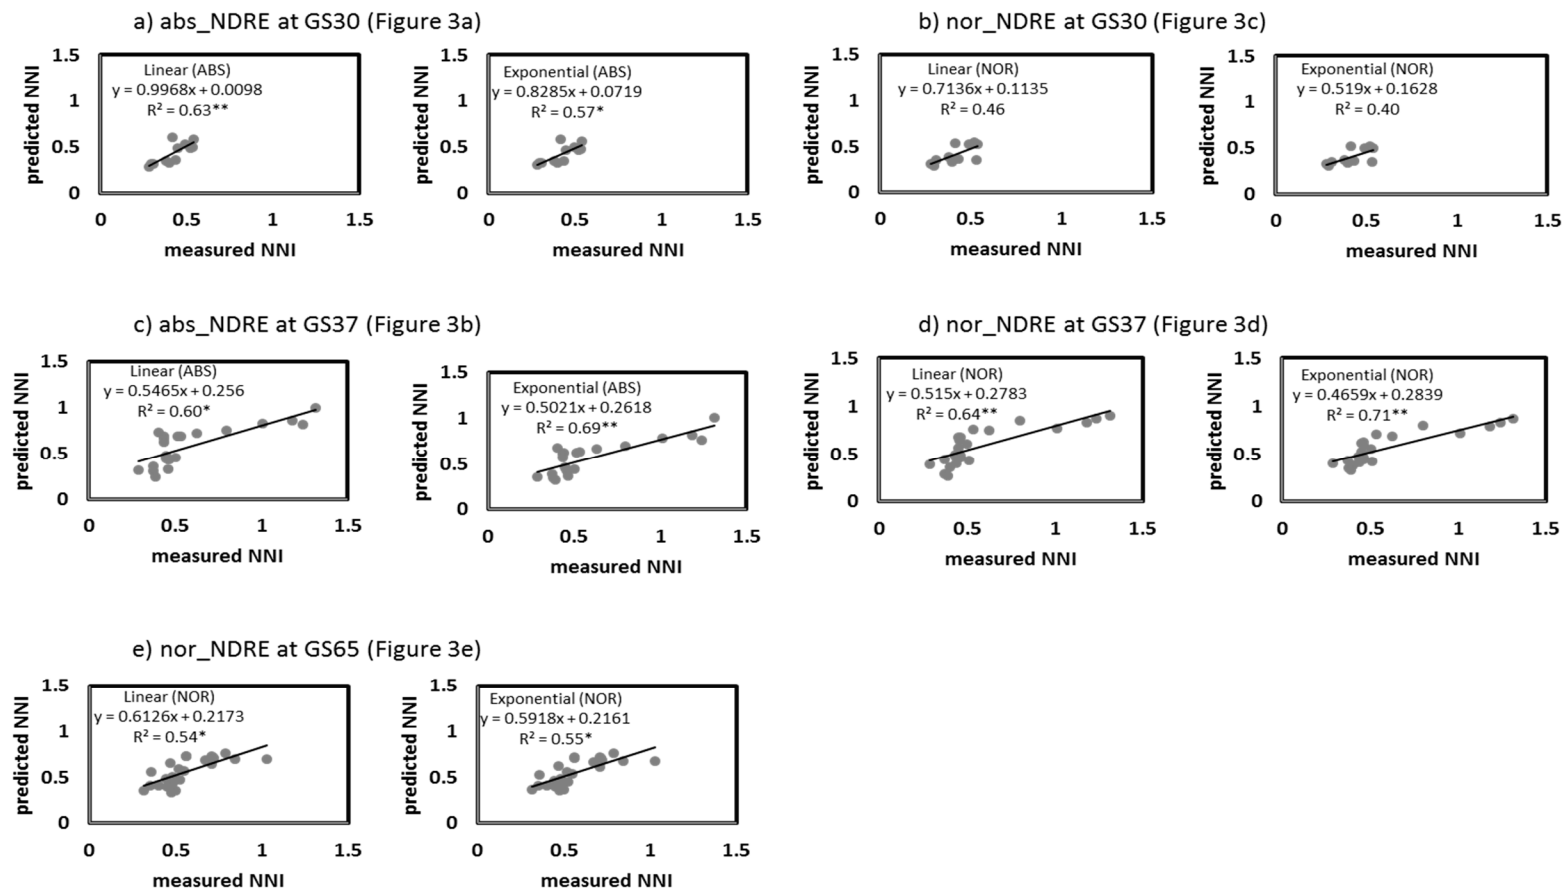 a) abs_NDRE at GS30 (Figure 3a)
1.5
1
0.5
0
predicted NNI
Linear (ABS)
y = 0.9968x + 0.0098
R² = 0.63**
0 0.5 1 1.5
measured NNI
1.5
1
0.5
0
predicted NNI
Exponential (ABS)
y = 0.8285x + 0.0719
R² = 0.57*
0 0.5 1 1.5
measured NNI
b) nor_NDRE at GS30 (Figure 3c)
1.5
1
0.5
0
predicted NNI
Linear (NOR)
y = 0.7136x + 0.1135
R² = 0.46
0 0.5 1 1.5
measured NNI
1.5
1
0.5
0
predicted NNI
Exponential (NOR)
y = 0.519x + 0.1628
R² = 0.40
0 0.5 1 1.5
measured NNI
c) abs_NDRE at GS37 (Figure 3b)
1.5
1
0.5
0
predicted NNI
Linear (ABS)
y = 0.5465x + 0.256
R² = 0.60*
0 0.5 1 1.5
measured NNI
1.5
1
0.5
0
predicted NNI
Exponential (ABS)
y = 0.5021x + 0.2618
R² = 0.69**
0 0.5 1 1.5
measured NNI
d) nor_NDRE at GS37 (Figure 3d)
1.5
1
0.5
0
predicted NNI
Linear (NOR)
y = 0.515x + 0.2783
R² = 0.64**
0 0.5 1 1.5
measured NNI
1.5
1
0.5
0
predicted NNI
Exponential (NOR)
y = 0.4659x + 0.2839
R² = 0.71**
0 0.5 1 1.5
measured NNI
e) nor_NDRE at GS65 (Figure 3e)
1.5
1
0.5
0
predicted NNI
Linear (NOR)
y = 0.6126x + 0.2173
R² = 0.54*
0 0.5 1 1.5
measured NNI
1.5
1
0.5
0
predicted NNI
Exponential (NOR)
y = 0.5918x + 0.2161
R² = 0.55*
0 0.5 1 1.5
measured NNI